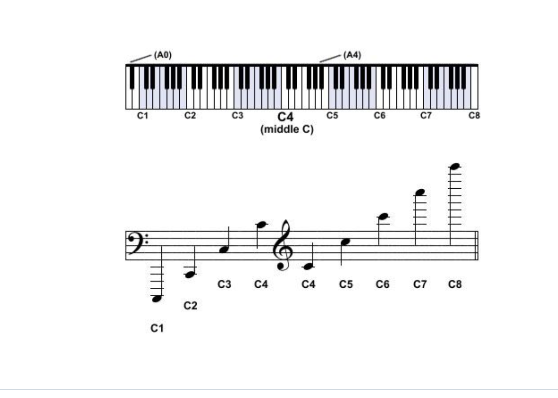 (A0) (A4)
C1 C2 C3 C4 C5 C6 C7 C8
(middle C)
C3 C4 C4 C5 C6 C7 C8
C2
C1